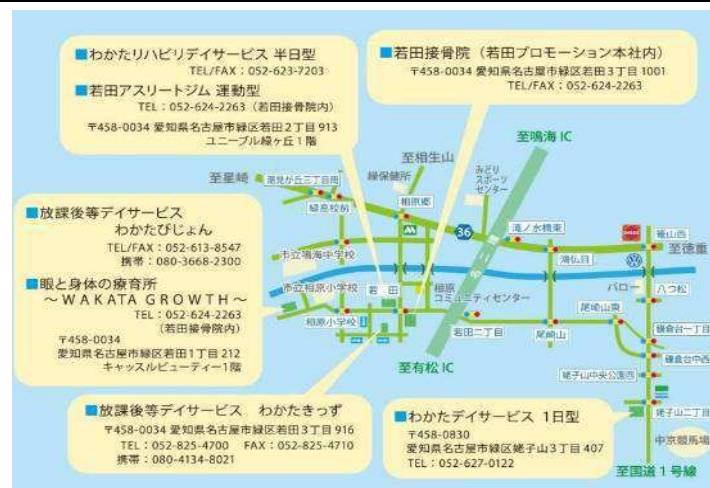 ■わかたリハビリデイサービス 半日型
TEL/FAX：052-623-7203
■若田アスリートジム 運動型
TEL：052-624-2263（若田接骨院内）
〒458-0034 愛知県名古屋市緑区若田2丁目913
ユニーブル緑ヶ丘1階
■若田接骨院（若田プロモーション本社内）
〒458-0034 愛知県名古屋市緑区若田3丁目1001
TEL/FAX：052-624-2263
至鳴海IC
至相生山
緑保健所
みどり
スポーツ
センター
至星崎
潮見が丘三丁目南
緑高校前
相原郷
36
滝ノ水橋東
篠山西
至徳重
■放課後等デイサービス
わかたびじょん
TEL/FAX：052-613-8547
携帯：080-3668-2300
■眼と身体の療育所
～WAKATA GROWTH～
TEL：052-624-2263
（若田接骨院内）
〒458-0034
愛知県名古屋市緑区若田1丁目212
キャッスルビューティー1階
市立鳴海中学校
名二環
鴻仏目
バロー
八つ松
市立相原小学校
若田
相原
コミュニティセンター
尾崎山東
相原小学校
若田二丁目
尾崎山
鎌倉台一丁目
鎌倉台中西
姥子山中央公園西
至有松IC
姥子山二丁目
中京競馬場
至国道1号線
■放課後等デイサービス わかたきっず
〒458-0034 愛知県名古屋市緑区若田3丁目916
TEL：052-825-4700 FAX：052-825-4710
携帯：080-4134-8021
■わかたデイサービス 1日型
〒458-0830
愛知県名古屋市緑区姥子山3丁目407
TEL：052-627-0122